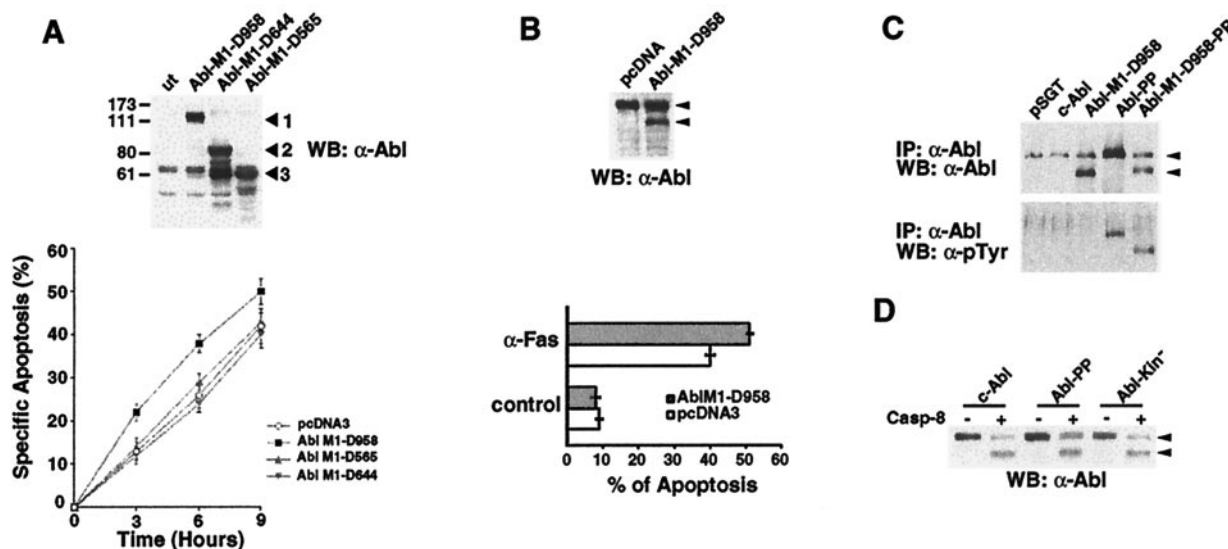 A
ut
Abl-M1-D958
Abl-M1-D644
Abl-M1-D565
173
111
80
61
1
2
3
WB: α-Abl
Specific Apoptosis (%)
60
50
40
30
20
10
0
0
3
6
9
Time (Hours)
pcDNA3
Abl M1-D958
Abl M1-D565
Abl M1-D644
B
pcDNA
Abl-M1-D958
WB: α-Abl
α-Fas
control
AblM1-D958
pcDNA3
0
10
20
40
50
60
% of Apoptosis
C
pSGT
c-Abl
Abl-M1-D958
Abl-PP
Abl-M1-D958-PP
IP: α-Abl
WB: α-Abl
IP: α-Abl
WB: α-pTyr
D
c-Abl
Abl-PP
Abl-Kin⁻
Casp-8
- + - + - +
WB: α-Abl